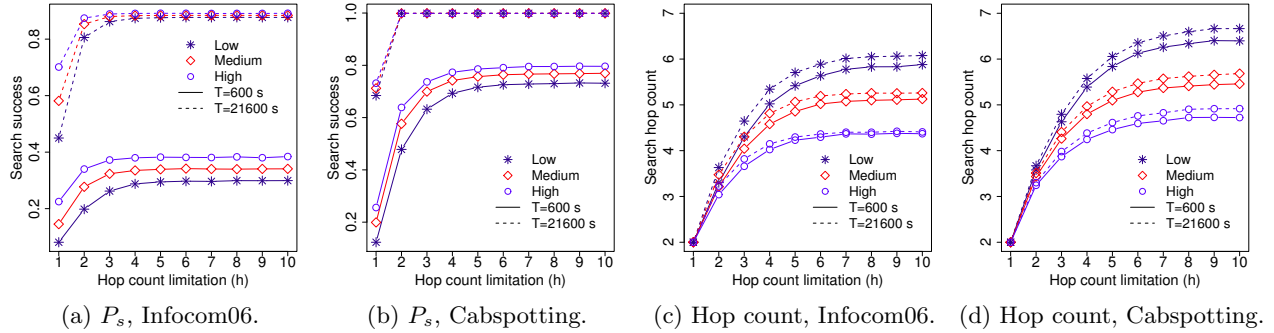 Search success
0.2 0.4 0.6 0.8
Low
Medium
High
T=600 s
T=21600 s
1 2 3 4 5 6 7 8 9 10
Hop count limitation (h)
(a) P_s, Infocom06.
Search success
0.2 0.4 0.6 0.8 1.0
Low
Medium
High
T=600 s
T=21600 s
1 2 3 4 5 6 7 8 9 10
Hop count limitation (h)
(b) P_s, Cabspotting.
Search hop count
2 3 4 5 6 7
Low
Medium
High
T=600 s
T=21600 s
1 2 3 4 5 6 7 8 9 10
Hop count limitation (h)
(c) Hop count, Infocom06.
Search hop count
2 3 4 5 6 7
Low
Medium
High
T=600 s
T=21600 s
1 2 3 4 5 6 7 8 9 10
Hop count limitation (h)
(d) Hop count, Cabspotting.